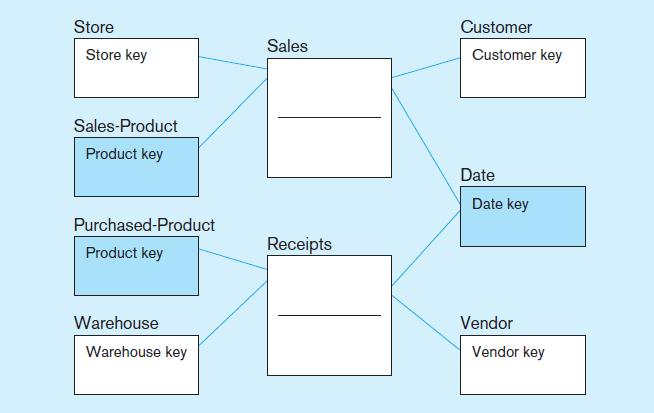 Store
Store key
Sales
Customer
Customer key
Sales-Product
Product key
Date
Date key
Purchased-Product
Product key
Receipts
Warehouse
Warehouse key
Vendor
Vendor key